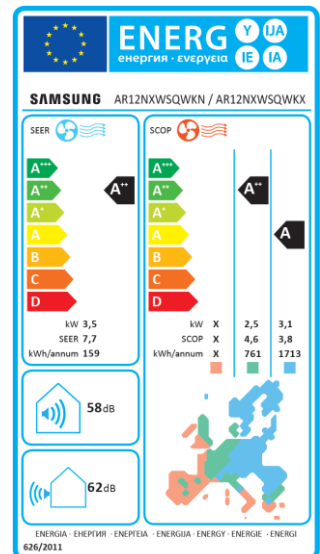 ENERG Y IJA
енергия · ενεργεια IE IA
SAMSUNG AR12NXWSQWKN / AR12NXWSQWKX
SEER SCOP
A+++ A+++
A++ A++ A++ A++
A+ A+
A A A
B B
C C
D D
kW 3,5 kW X 2,5 3,1
SEER 7,7 SCOP X 4,6 3,8
kWh/annum 159 kWh/annum X 761 1713
58dB
62dB
ENERGIA · ЕНЕРГИЯ · ΕΝΕΡΓΕΙΑ · ENERGIJA · ENERGY · ENERGIE · ENERGI
626/2011